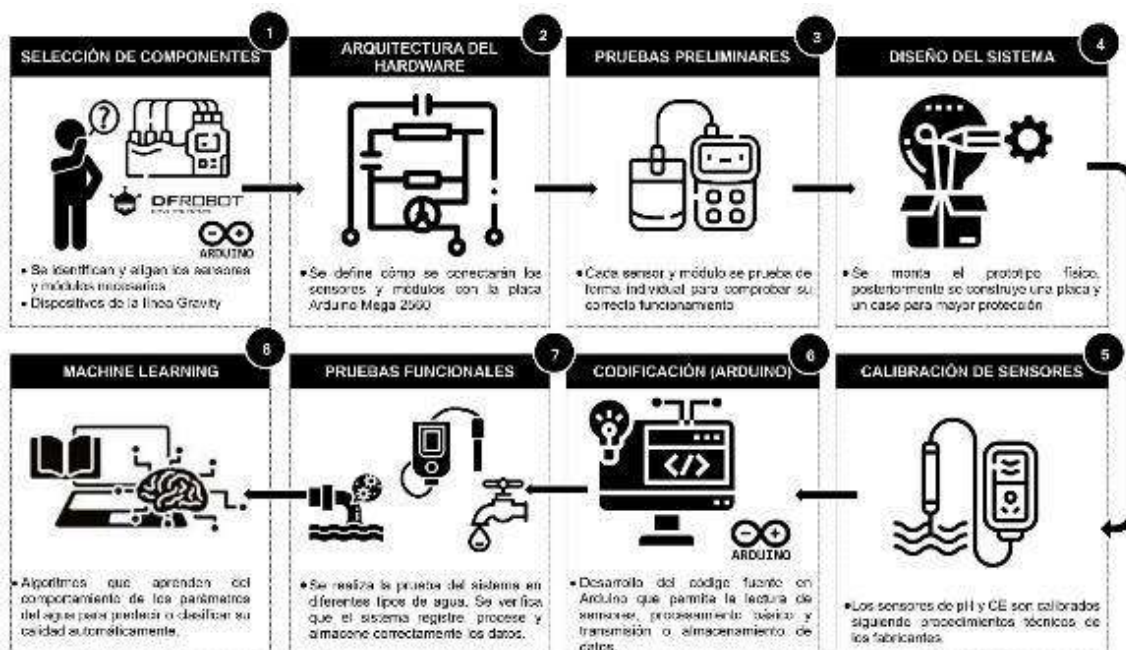 1
SELECCIÓN DE COMPONENTES
?
DFROBOT
ARDUINO
• Se identifican y eligen los sensores
y módulos necesarios
• Dispositivos de la línea Gravity
2
ARQUITECTURA DEL
HARDWARE
• Se define cómo se conectarán los
sensores y módulos con la placa
Arduino Mega 2560
3
PRUEBAS PRELIMINARES
• Cada sensor y módulo se prueba de
forma individual para comprobar su
correcto funcionamiento
4
DISEÑO DEL SISTEMA
• Se monta el prototipo físico,
posteriormente se construye una placa y
un case para mayor protección
5
CALIBRACIÓN DE SENSORES
• Los sensores de pH y CE son calibrados
siguiendo procedimientos técnicos de
los fabricantes.
6
CODIFICACIÓN (ARDUINO)
</>
ARDUINO
• Desarrollo del código fuente en
Arduino que permita la lectura de
sensores, procesamiento básico y
transmisión o almacenamiento de
datos
7
PRUEBAS FUNCIONALES
• Se realiza la prueba del sistema en
diferentes tipos de agua. Se verifica
que el sistema registre, procese y
almacene correctamente los datos.
8
MACHINE LEARNING
• Algoritmos que aprenden del
comportamiento de los parámetros
del agua para predecir o clasificar su
calidad automáticamente.